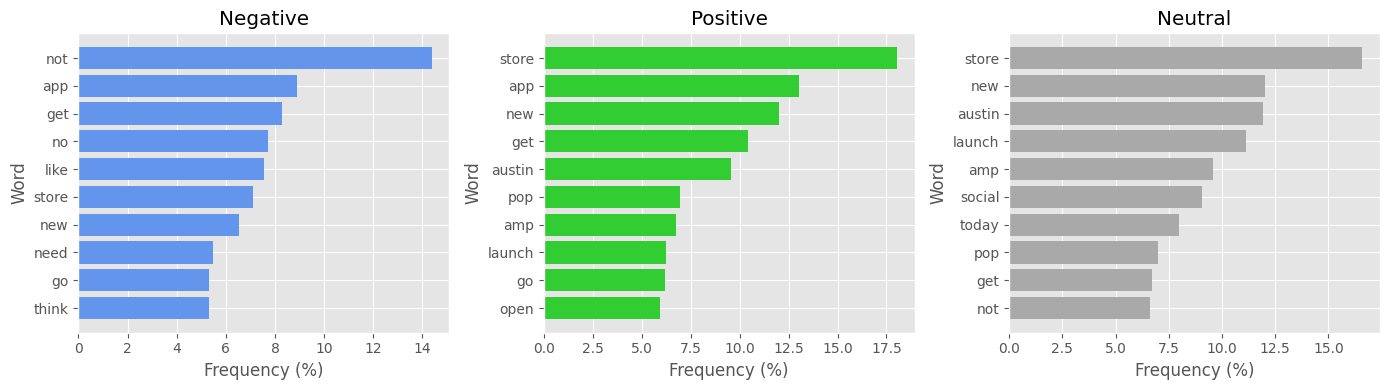 Negative
Word
not
app
get
no
like
store
new
need
go
think
0 2 4 6 8 10 12 14
Frequency (%)
Positive
Word
store
app
new
get
austin
pop
amp
launch
go
open
0.0 2.5 5.0 7.5 10.0 12.5 15.0 17.5
Frequency (%)
Neutral
Word
store
new
austin
launch
amp
social
today
pop
get
not
0.0 2.5 5.0 7.5 10.0 12.5 15.0
Frequency (%)